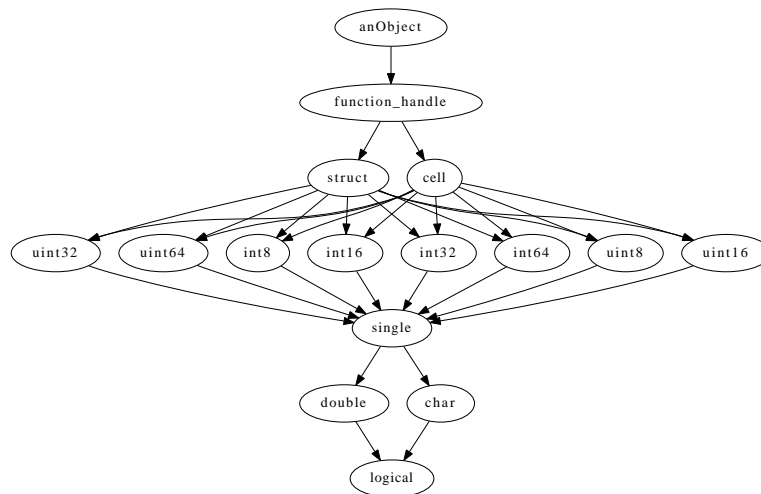 anObject
function_handle
struct cell
uint32 uint64 int8 int16 int32 int64 uint8 uint16
single
double char
logical